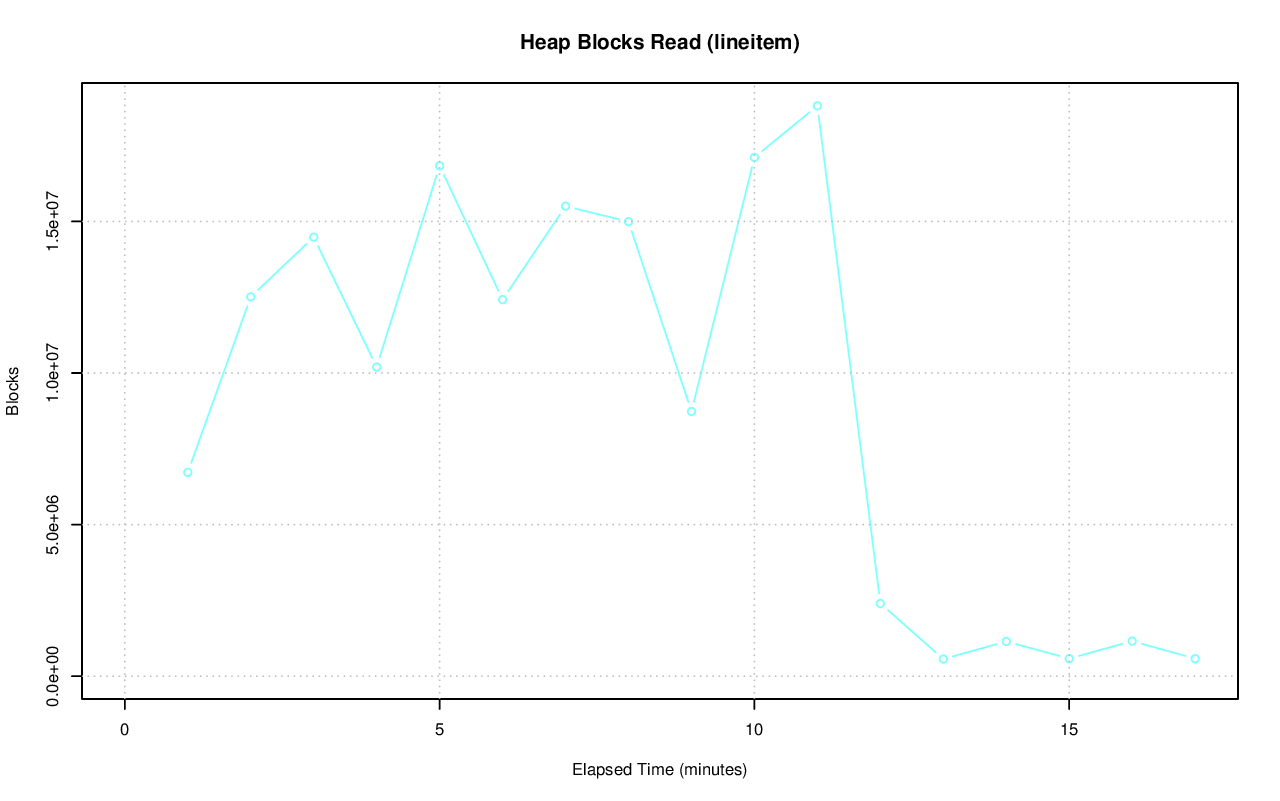 Heap Blocks Read (lineitem)
Blocks
1.5e+07
1.0e+07
5.0e+06
0.0e+00
0 5 10 15
Elapsed Time (minutes)